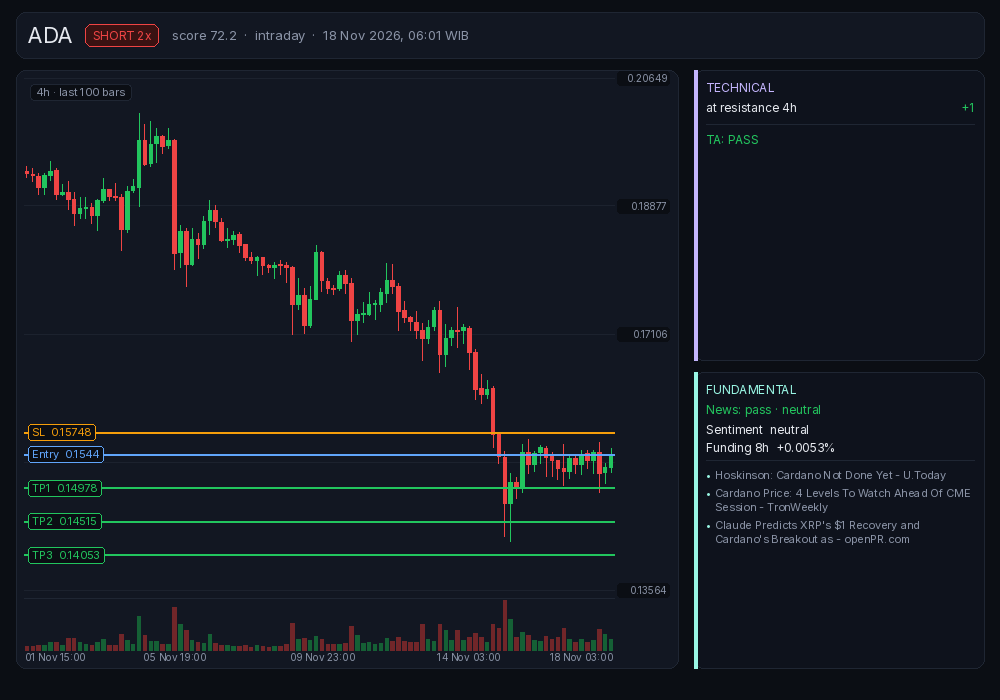 ADA SHORT 2x score 72.2 · intraday · 18 Nov 2026, 06:01 WIB
4h · last 100 bars
0.20649
0.18877
0.17106
0.13564
SL 0.15748
Entry 0.1544
TP1 0.14978
TP2 0.14515
TP3 0.14053
01 Nov 15:00 05 Nov 19:00 09 Nov 23:00 14 Nov 03:00 18 Nov 03:00
TECHNICAL
at resistance 4h +1
TA: PASS
FUNDAMENTAL
News: pass · neutral
Sentiment neutral
Funding 8h +0.0053%
• Hoskinson: Cardano Not Done Yet - U.Today
• Cardano Price: 4 Levels To Watch Ahead Of CME
Session - TronWeekly
• Claude Predicts XRP's $1 Recovery and
Cardano's Breakout as - openPR.com